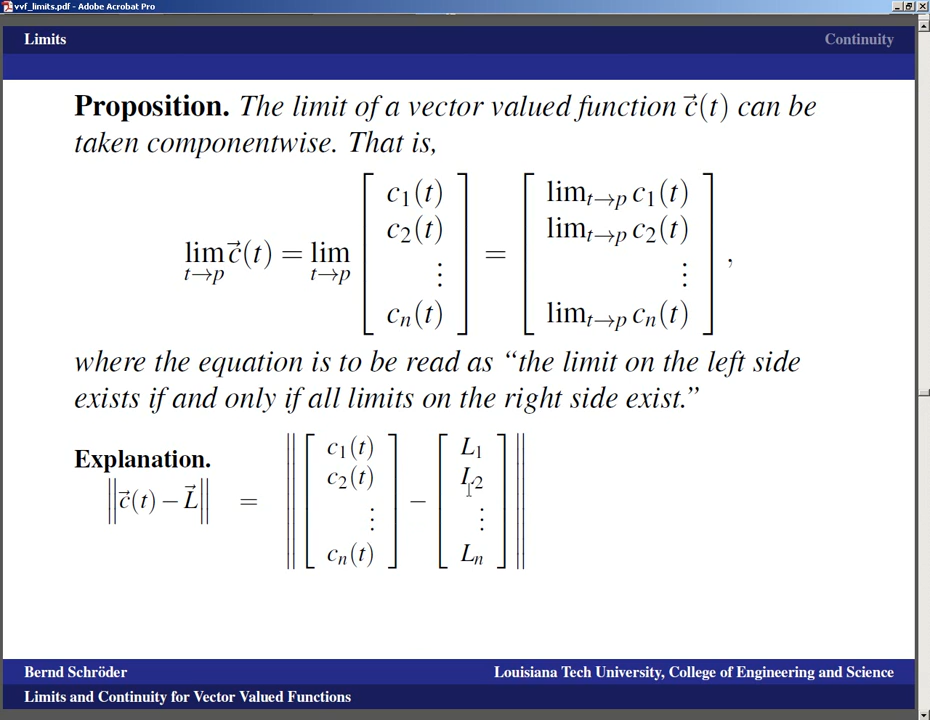 vvf_limits.pdf - Adobe Acrobat Pro
Limits Continuity
Proposition. The limit of a vector valued function c⃗(t) can be
taken componentwise. That is,
lim_{t→p} c⃗(t) = lim_{t→p} [ c₁(t) c₂(t) ⋮ cₙ(t) ] = [ lim_{t→p} c₁(t) lim_{t→p} c₂(t) ⋮ lim_{t→p} cₙ(t) ] ,
where the equation is to be read as “the limit on the left side
exists if and only if all limits on the right side exist.”
Explanation.
‖c⃗(t) − L⃗‖ = ‖ [ c₁(t) c₂(t) ⋮ cₙ(t) ] − [ L₁ L₂ ⋮ Lₙ ] ‖
Bernd Schröder Louisiana Tech University, College of Engineering and Science
Limits and Continuity for Vector Valued Functions